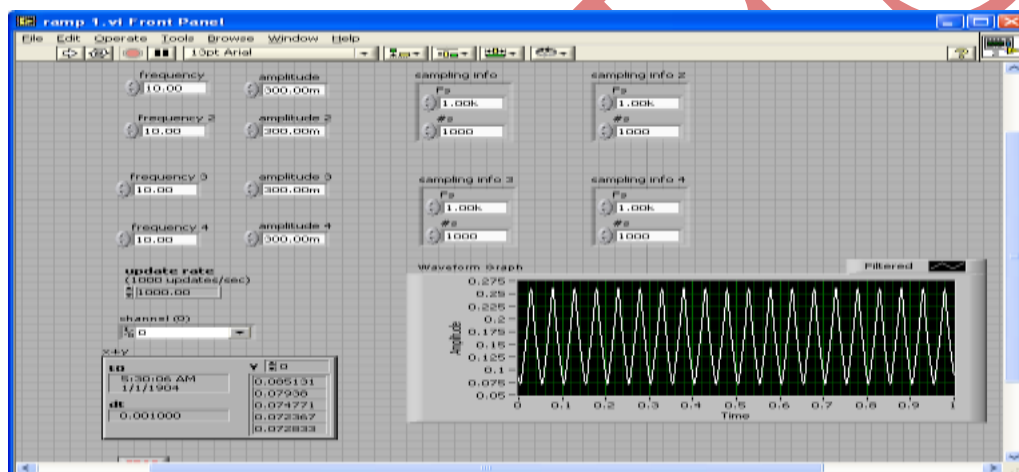 ramp 1.vi Front Panel
File Edit Operate Tools Browse Window Help
13pt Arial
frequency
10.00
amplitude
300.00m
sampling info
Fs
1.00k
#s
1000
sampling info 2
Fs
1.00k
#s
1000
frequency 2
10.00
amplitude 2
300.00m
frequency 3
10.00
amplitude 3
300.00m
sampling info 3
Fs
1.00k
#s
1000
sampling info 4
Fs
1.00k
#s
1000
frequency 4
10.00
amplitude 4
300.00m
update rate
(1000 updates/sec)
1000.00
channel (0)
0
x+y
t0
5:30:06 AM
1/1/1904
dt
0.001000
Y 0
0.085131
0.07938
0.074771
0.072367
0.072833
Waveform Graph
Filtered
Amplitude
0.275
0.25
0.225
0.2
0.175
0.15
0.125
0.1
0.075
0.05
0 0.1 0.2 0.3 0.4 0.5 0.6 0.7 0.8 0.9 1
Time